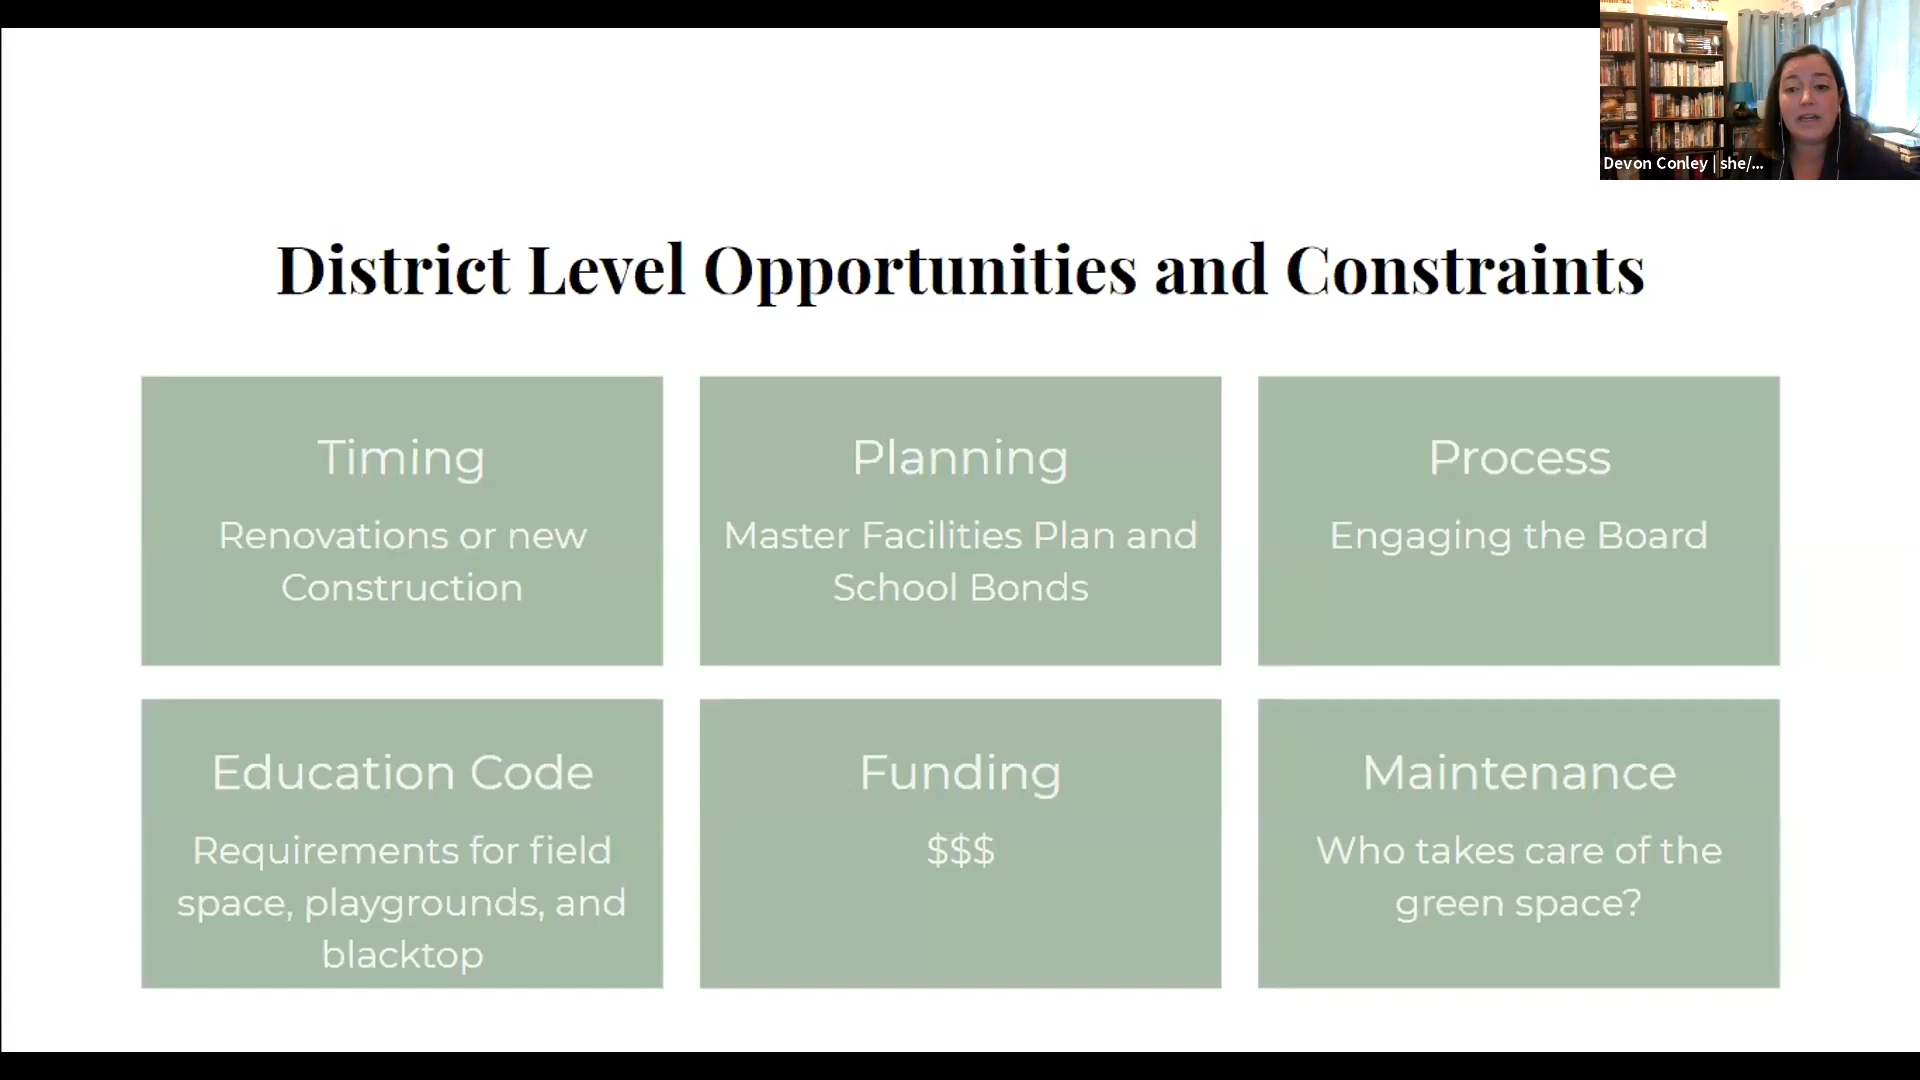 Devon Conley | she/...
District Level Opportunities and Constraints
Timing
Renovations or new
Construction
Planning
Master Facilities Plan and
School Bonds
Process
Engaging the Board
Education Code
Requirements for field
space, playgrounds, and
blacktop
Funding
$$$
Maintenance
Who takes care of the
green space?